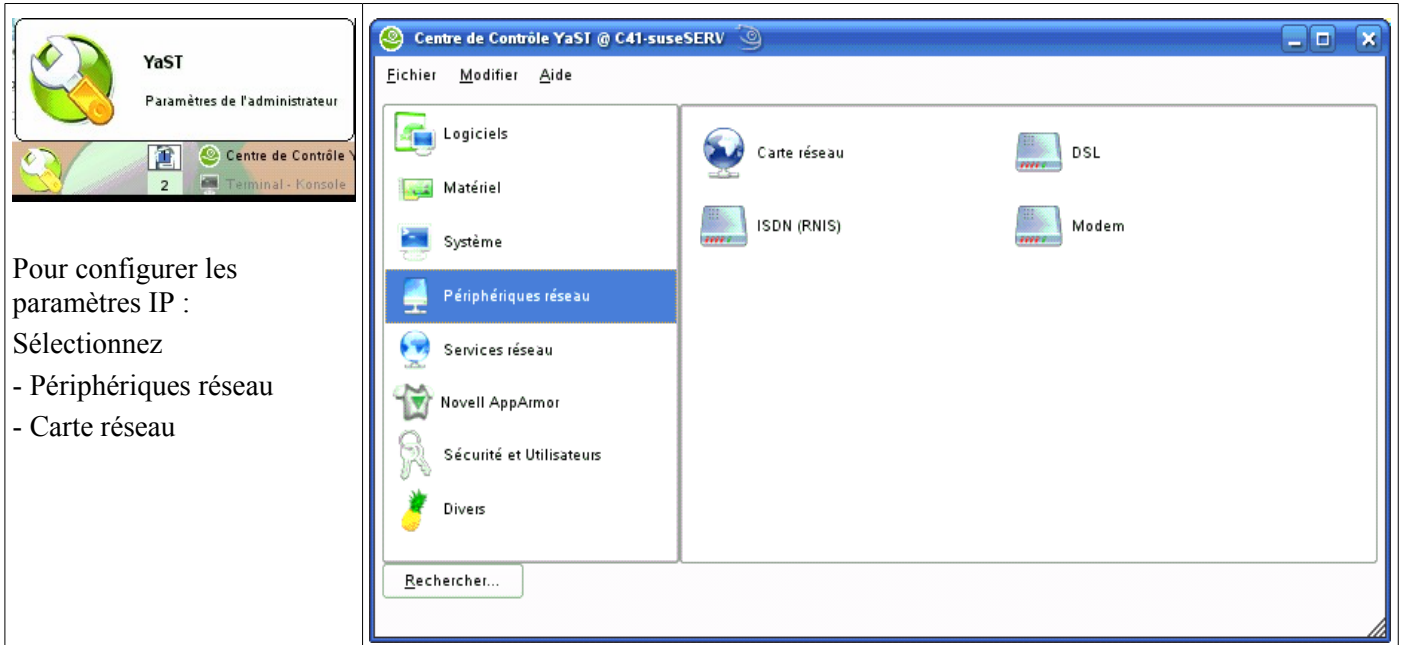 YaST
Paramètres de l'administrateur
Centre de Contrôle Y
2 Terminal - Konsole
Pour configurer les
paramètres IP :
Sélectionnez
- Périphériques réseau
- Carte réseau
Centre de Contrôle YaST @ C41-suseSERV
Fichier Modifier Aide
Logiciels
Matériel
Système
Périphériques réseau
Services réseau
Novell AppArmor
Sécurité et Utilisateurs
Divers
Carte réseau DSL
ISDN (RNIS) Modem
Rechercher...